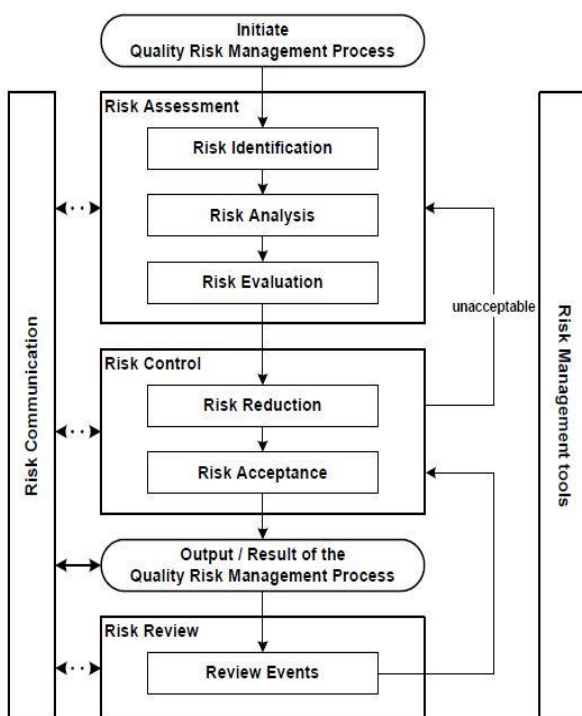 Initiate
Quality Risk Management Process
Risk Assessment
Risk Identification
Risk Analysis
Risk Evaluation
unacceptable
Risk Control
Risk Reduction
Risk Acceptance
Output / Result of the
Quality Risk Management Process
Risk Review
Review Events
Risk Communication
Risk Management tools